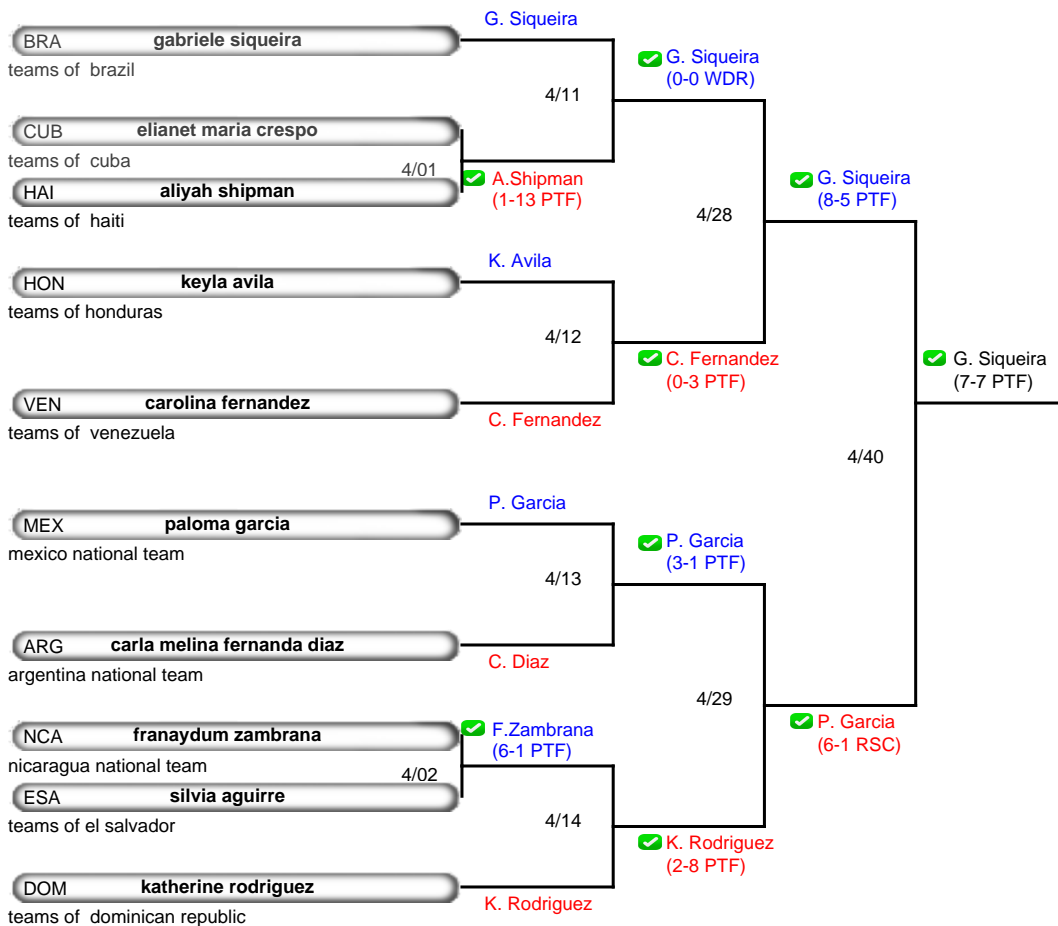 G. Siqueira
BRA gabriele siqueira
teams of brazil
G. Siqueira
(0-0 WDR)
4/11
CUB elianet maria crespo
teams of cuba
4/01
HAI aliyah shipman
teams of haiti
A.Shipman
(1-13 PTF)
G. Siqueira
(8-5 PTF)
4/28
K. Avila
HON keyla avila
teams of honduras
4/12
C. Fernandez
(0-3 PTF)
G. Siqueira
(7-7 PTF)
VEN carolina fernandez
teams of venezuela
C. Fernandez
4/40
P. Garcia
MEX paloma garcia
mexico national team
P. Garcia
(3-1 PTF)
4/13
ARG carla melina fernanda diaz
argentina national team
C. Diaz
4/29
NCA franaydum zambrana
nicaragua national team
F.Zambrana
(6-1 PTF)
P. Garcia
(6-1 RSC)
4/02
ESA silvia aguirre
teams of el salvador
4/14
K. Rodriguez
(2-8 PTF)
DOM katherine rodriguez
teams of dominican republic
K. Rodriguez